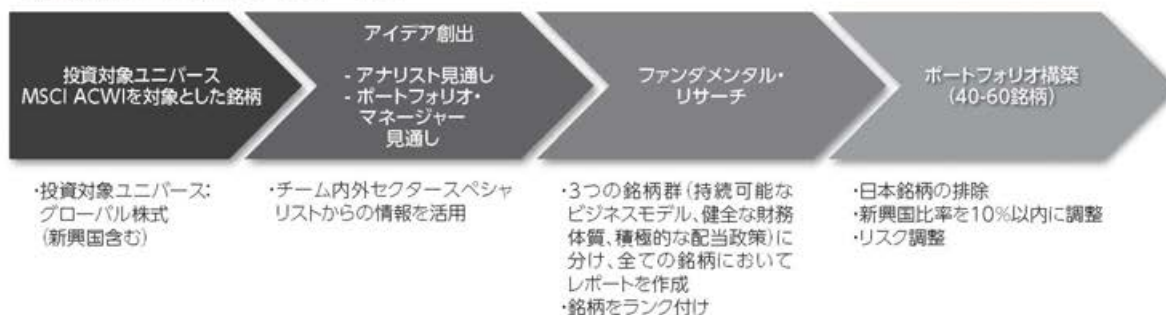 投資対象ユニバース
MSCI ACWIを対象とした銘柄
アイデア創出
- アナリスト見通し
- ポートフォリオ・
マネージャー
見通し
ファンダメンタル・
リサーチ
ポートフォリオ構築
(40-60銘柄)
・投資対象ユニバース:
グローバル株式
(新興国含む)
・チーム内外セクタースペシャ
リストからの情報を活用
・3つの銘柄群(持続可能な
ビジネスモデル、健全な財務
体質、積極的な配当政策)に
分け、全ての銘柄において
レポートを作成
・銘柄をランク付け
・日本銘柄の排除
・新興国比率を10%以内に調整
・リスク調整